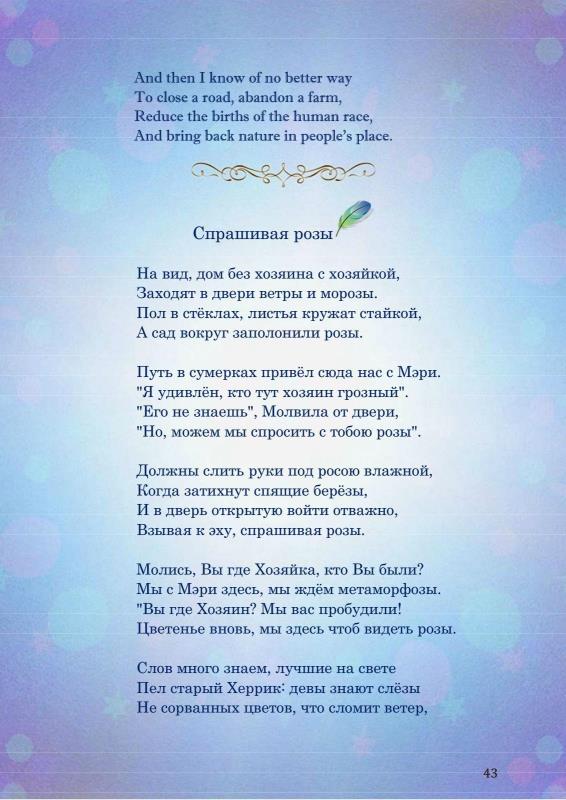 And then I know of no better way
To close a road, abandon a farm,
Reduce the births of the human race,
And bring back nature in people's place.
Спрашивая розы
На вид, дом без хозяина с хозяйкой,
Заходят в двери ветры и морозы.
Пол в стёклах, листья кружат стайкой,
А сад вокруг заполонили розы.
Путь в сумерках привёл сюда нас с Мэри.
"Я удивлён, кто тут хозяин грозный".
"Его не знаешь", Молвила от двери,
"Но, можем мы спросить с тобою розы".
Должны слить руки под росою влажной,
Когда затихнут спящие берёзы,
И в дверь открытую войти отважно,
Взывая к эху, спрашивая розы.
Молись, Вы где Хозяйка, кто Вы были?
Мы с Мэри здесь, мы ждём метаморфозы.
"Вы где Хозяин? Мы вас пробудили!
Цветенье вновь, мы здесь чтоб видеть розы.
Слов много знаем, лучшие на свете
Пел старый Херрик: девы знают слёзы
Не сорванных цветов, что сломит ветер,
43